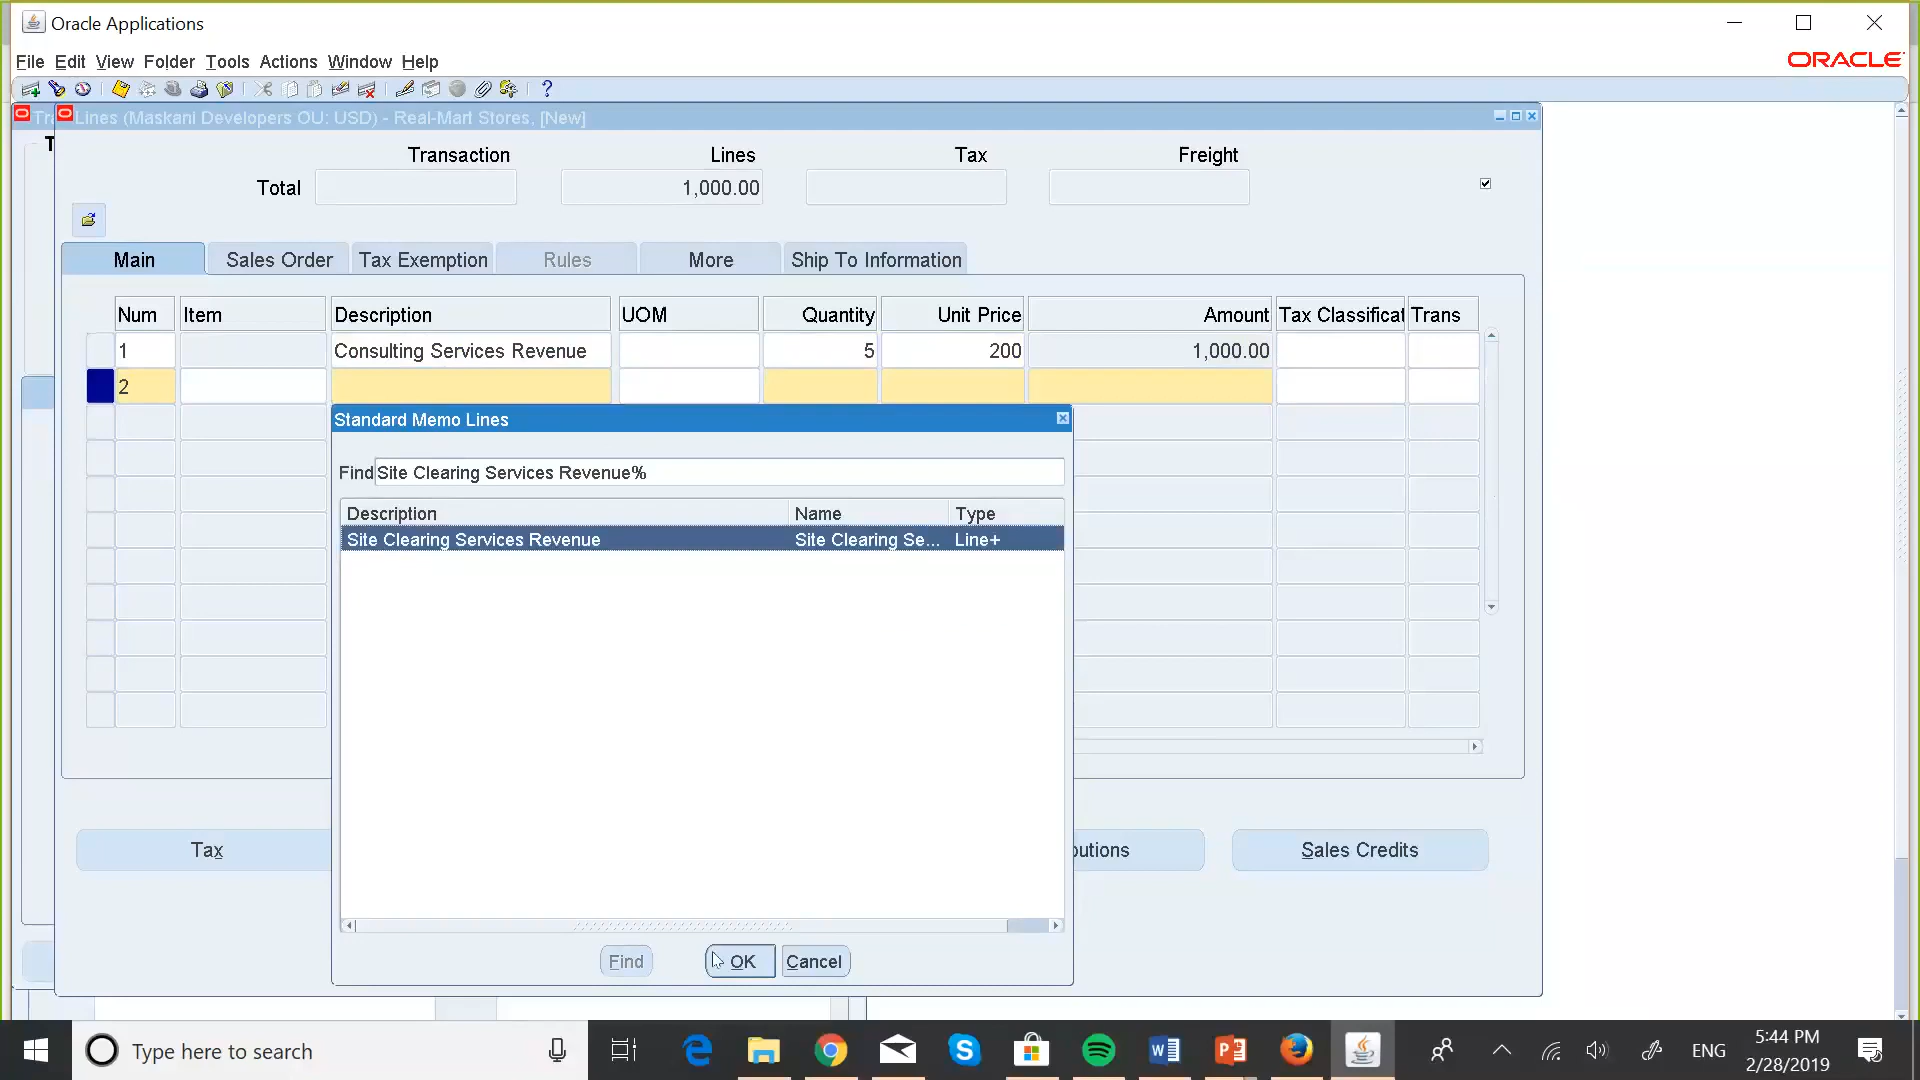 Oracle Applications
File Edit View Folder Tools Actions Window Help
ORACLE
Lines (Maskani Developers OU: USD) - Real-Mart Stores, [New]
Transaction Lines Tax Freight
Total 1,000.00
Main Sales Order Tax Exemption Rules More Ship To Information
Num Item Description UOM Quantity Unit Price Amount Tax Classificat Trans
1 Consulting Services Revenue 5 200 1,000.00
2
Standard Memo Lines
Find Site Clearing Services Revenue%
Description Name Type
Site Clearing Services Revenue Site Clearing Se... Line+
Tax butions Sales Credits
Find OK Cancel
Type here to search
ENG
5:44 PM
2/28/2019